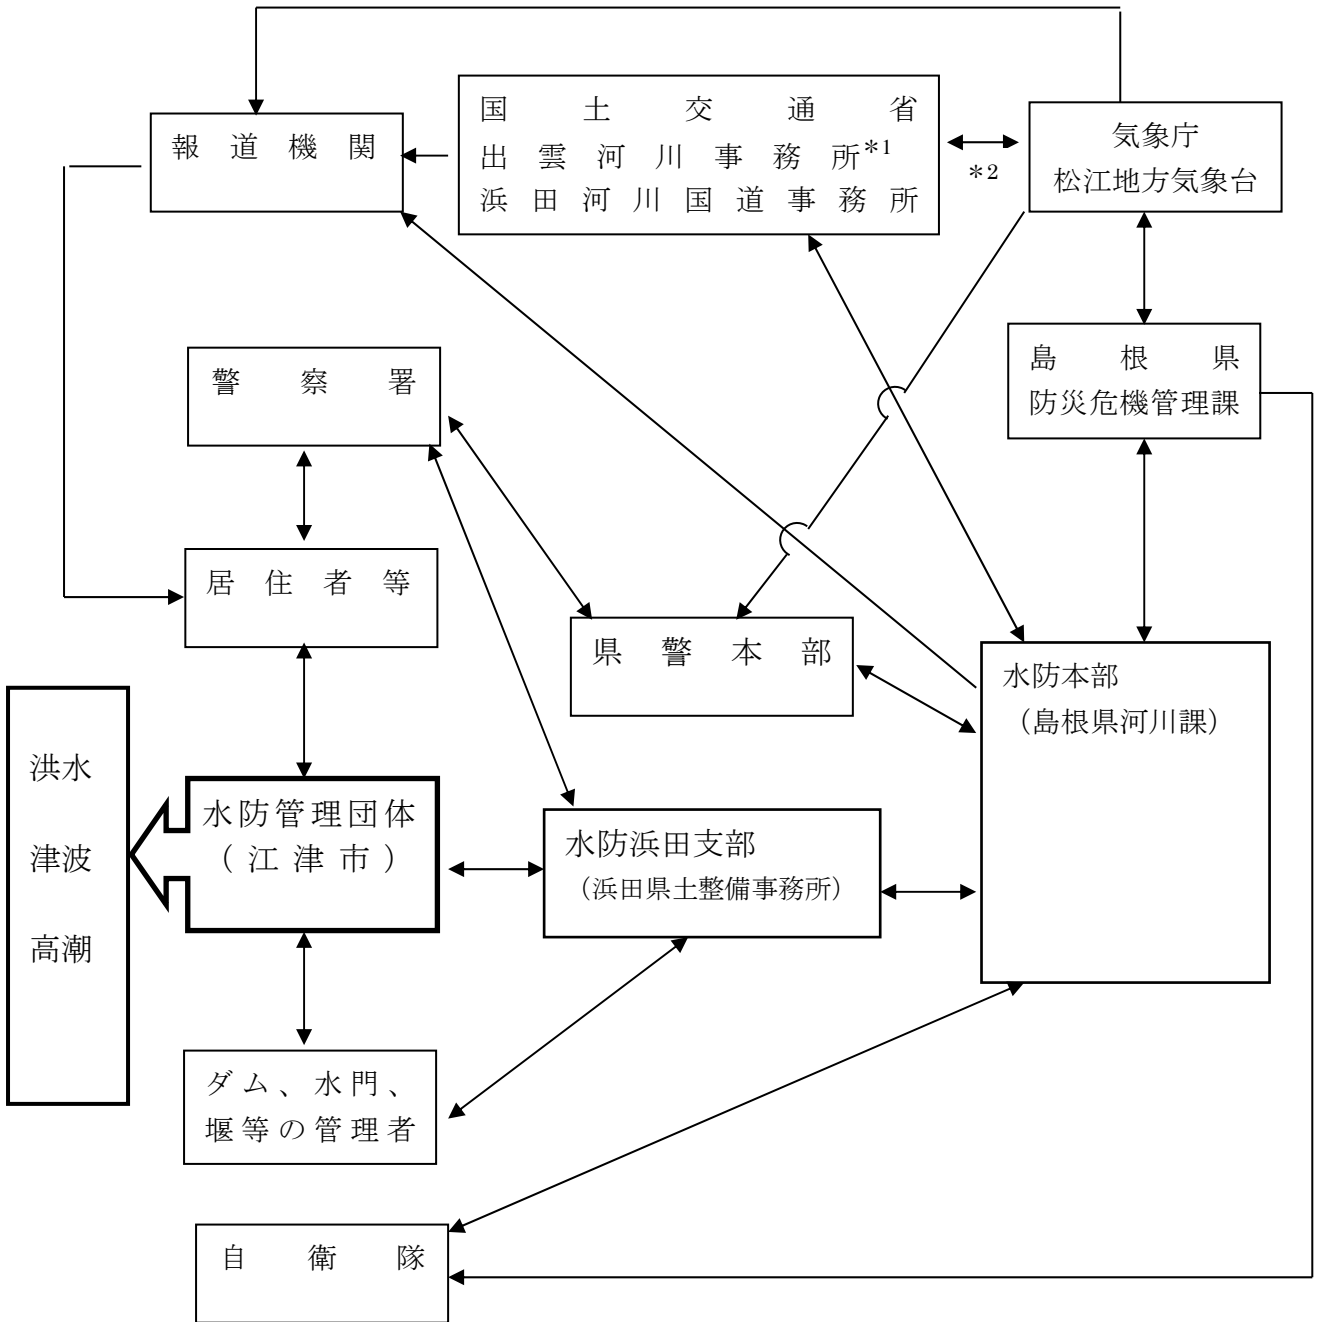 国土交通省
出雲河川事務所*1
浜田河川国道事務所
気象庁
松江地方気象台
*2
報道機関
島根県
防災危機管理課
警察署
居住者等
県警本部
水防本部
（島根県河川課）
洪水
津波
高潮
水防管理団体
（江津市）
水防浜田支部
（浜田県土整備事務所）
ダム、水門、
堰等の管理者
自衛隊